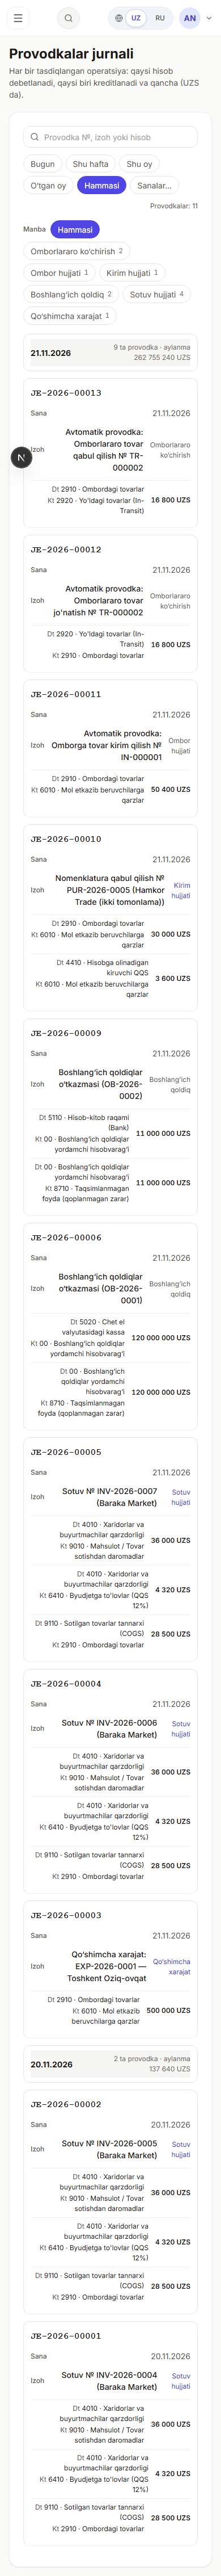 UZ RU AN
Provodkalar jurnali
Har bir tasdiqlangan operatsiya: qaysi hisob
debetlanadi, qaysi biri kreditlanadi va qancha (UZS
da).
Provodka №, izoh yoki hisob
Bugun Shu hafta Shu oy
O'tgan oy Hammasi Sanalar...
Provodkalar: 11
Manba Hammasi
Omborlararo ko'chirish 2
Ombor hujjati 1 Kirim hujjati 1
Boshlang'ich qoldiq 2 Sotuv hujjati 4
Qo'shimcha xarajat 1
21.11.2026 9 ta provodka · aylanma
262 755 240 UZS
JE-2026-00013
Sana 21.11.2026
Izoh Avtomatik provodka:
Omborlararo tovar
qabul qilish № TR-
000002
Omborlararo
ko'chirish
N
Dt 2910 · Ombordagi tovarlar
Kt 2920 · Yo'ldagi tovarlar (In-
Transit)
16 800 UZS
JE-2026-00012
Sana 21.11.2026
Izoh Avtomatik provodka:
Omborlararo tovar
jo'natish № TR-000002
Omborlararo
ko'chirish
Dt 2920 · Yo'ldagi tovarlar (In-
Transit)
Kt 2910 · Ombordagi tovarlar
16 800 UZS
JE-2026-00011
Sana 21.11.2026
Izoh Avtomatik provodka:
Omborga tovar kirim qilish №
IN-000001
Ombor
hujjati
Dt 2910 · Ombordagi tovarlar
Kt 6010 · Mol etkazib beruvchilarga
qarzlar
50 400 UZS
JE-2026-00010
Sana 21.11.2026
Izoh Nomenklatura qabul qilish №
PUR-2026-0005 (Hamkor
Trade (ikki tomonlama))
Kirim
hujjati
Dt 2910 · Ombordagi tovarlar
Kt 6010 · Mol etkazib beruvchilarga
qarzlar
30 000 UZS
Dt 4410 · Hisobga olinadigan
kiruvchi QQS
Kt 6010 · Mol etkazib beruvchilarga
qarzlar
3 600 UZS
JE-2026-00009
Sana 21.11.2026
Izoh Boshlang'ich qoldiqlar
o'tkazmasi (OB-2026-
0002)
Boshlang'ich
qoldiq
Dt 5110 · Hisob-kitob raqami
(Bank)
Kt 00 · Boshlang'ich qoldiqlar
yordamchi hisobvarag'i
11 000 000 UZS
Dt 00 · Boshlang'ich qoldiqlar
yordamchi hisobvarag'i
Kt 8710 · Taqsimlanmagan
foyda (qoplanmagan zarar)
11 000 000 UZS
JE-2026-00006
Sana 21.11.2026
Izoh Boshlang'ich qoldiqlar
o'tkazmasi (OB-2026-
0001)
Boshlang'ich
qoldiq
Dt 5020 · Chet el
valyutasidagi kassa
Kt 00 · Boshlang'ich qoldiqlar
yordamchi hisobvarag'i
120 000 000 UZS
Dt 00 · Boshlang'ich
qoldiqlar yordamchi
hisobvarag'i
Kt 8710 · Taqsimlanmagan
foyda (qoplanmagan zarar)
120 000 000 UZS
JE-2026-00005
Sana 21.11.2026
Izoh Sotuv № INV-2026-0007
(Baraka Market)
Sotuv
hujjati
Dt 4010 · Xaridorlar va
buyurtmachilar qarzdorligi
Kt 9010 · Mahsulot / Tovar
sotishdan daromadlar
36 000 UZS
Dt 4010 · Xaridorlar va
buyurtmachilar qarzdorligi
Kt 6410 · Byudjetga to'lovlar (QQS
12%)
4 320 UZS
Dt 9110 · Sotilgan tovarlar tannarxi
(COGS)
Kt 2910 · Ombordagi tovarlar
28 500 UZS
JE-2026-00004
Sana 21.11.2026
Izoh Sotuv № INV-2026-0006
(Baraka Market)
Sotuv
hujjati
Dt 4010 · Xaridorlar va
buyurtmachilar qarzdorligi
Kt 9010 · Mahsulot / Tovar
sotishdan daromadlar
36 000 UZS
Dt 4010 · Xaridorlar va
buyurtmachilar qarzdorligi
Kt 6410 · Byudjetga to'lovlar (QQS
12%)
4 320 UZS
Dt 9110 · Sotilgan tovarlar tannarxi
(COGS)
Kt 2910 · Ombordagi tovarlar
28 500 UZS
JE-2026-00003
Sana 21.11.2026
Izoh Qo'shimcha xarajat:
EXP-2026-0001 —
Toshkent Oziq-ovqat
Qo'shimcha
xarajat
Dt 2910 · Ombordagi tovarlar
Kt 6010 · Mol etkazib
beruvchilarga qarzlar
500 000 UZS
20.11.2026 2 ta provodka · aylanma
137 640 UZS
JE-2026-00002
Sana 20.11.2026
Izoh Sotuv № INV-2026-0005
(Baraka Market)
Sotuv
hujjati
Dt 4010 · Xaridorlar va
buyurtmachilar qarzdorligi
Kt 9010 · Mahsulot / Tovar
sotishdan daromadlar
36 000 UZS
Dt 4010 · Xaridorlar va
buyurtmachilar qarzdorligi
Kt 6410 · Byudjetga to'lovlar (QQS
12%)
4 320 UZS
Dt 9110 · Sotilgan tovarlar tannarxi
(COGS)
Kt 2910 · Ombordagi tovarlar
28 500 UZS
JE-2026-00001
Sana 20.11.2026
Izoh Sotuv № INV-2026-0004
(Baraka Market)
Sotuv
hujjati
Dt 4010 · Xaridorlar va
buyurtmachilar qarzdorligi
Kt 9010 · Mahsulot / Tovar
sotishdan daromadlar
36 000 UZS
Dt 4010 · Xaridorlar va
buyurtmachilar qarzdorligi
Kt 6410 · Byudjetga to'lovlar (QQS
12%)
4 320 UZS
Dt 9110 · Sotilgan tovarlar tannarxi
(COGS)
Kt 2910 · Ombordagi tovarlar
28 500 UZS